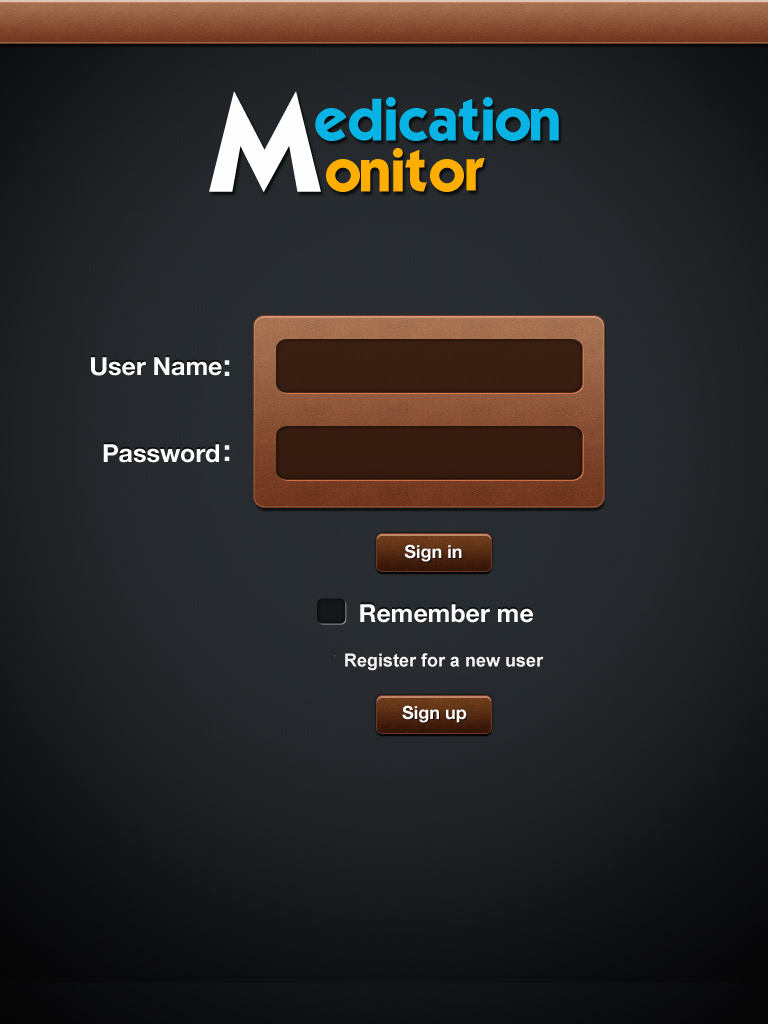 Medication
Monitor
User Name:
Password:
Sign in
Remember me
Register for a new user
Sign up